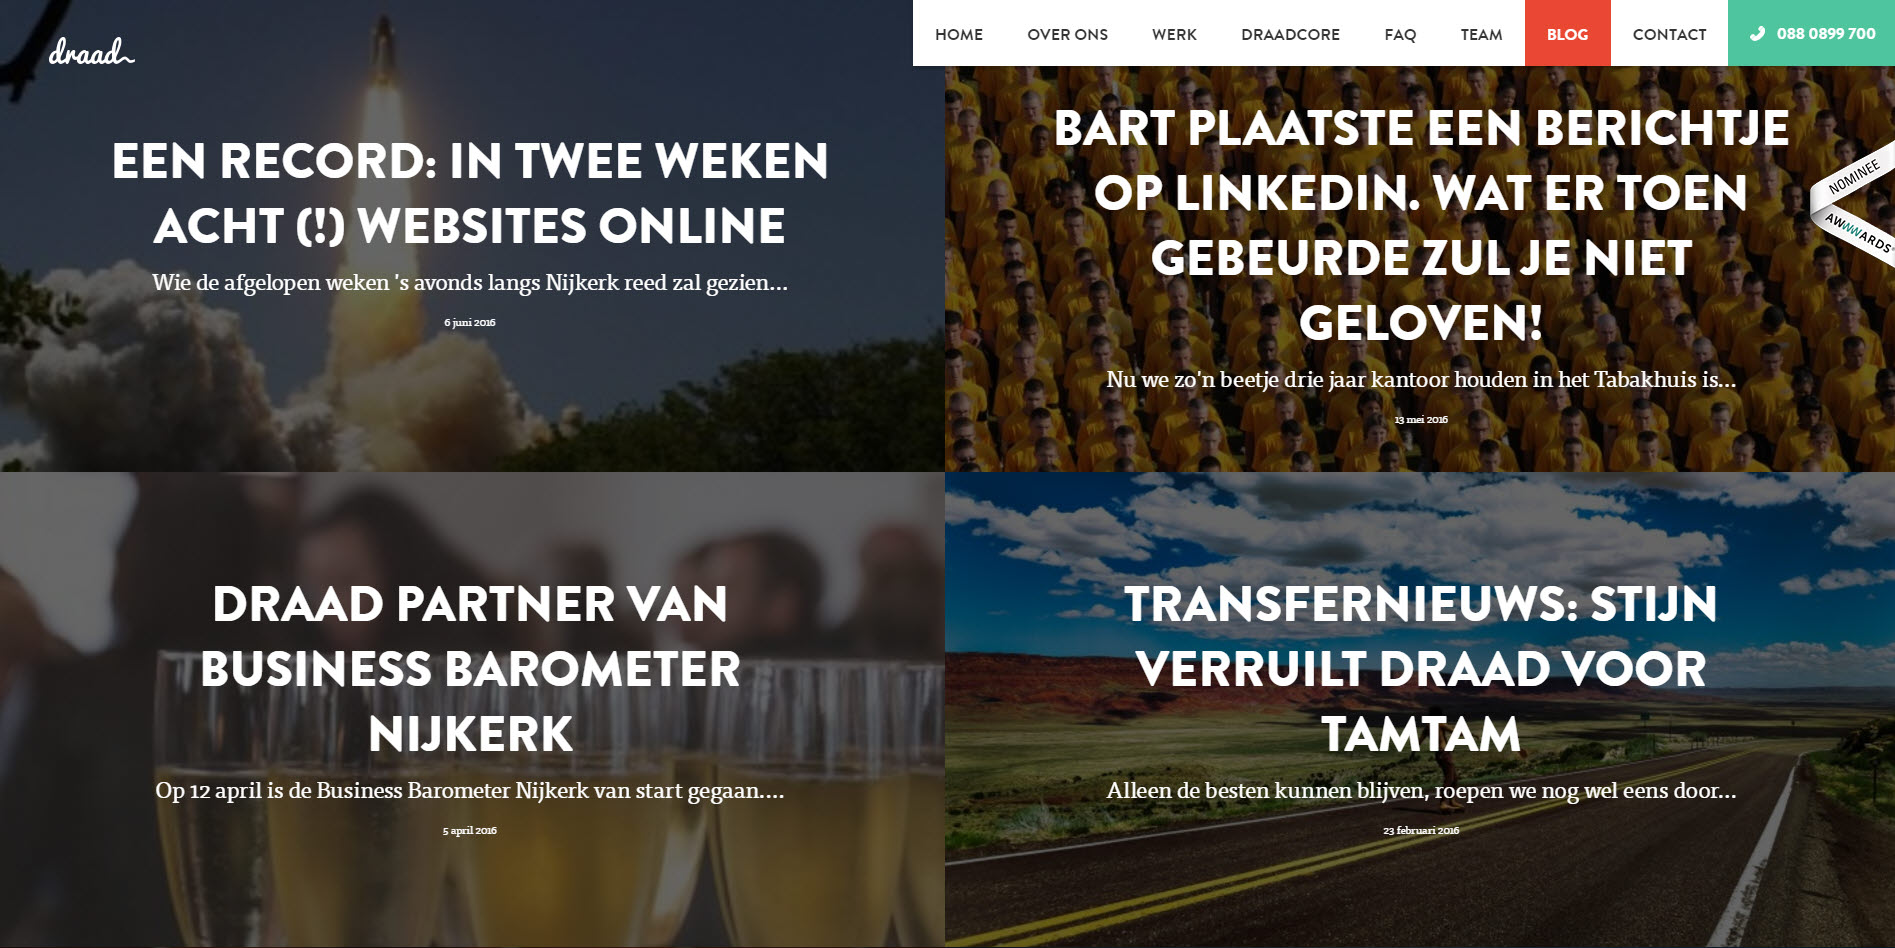 draad
HOME OVER ONS WERK DRAADCORE FAQ TEAM BLOG CONTACT 088 0899 700
EEN RECORD: IN TWEE WEKEN
ACHT (!) WEBSITES ONLINE
Wie de afgelopen weken 's avonds langs Nijkerk reed zal gezien...
6 juni 2016
BART PLAATSTE EEN BERICHTJE
OP LINKEDIN. WAT ER TOEN
GEBEURDE ZUL JE NIET
GELOVEN!
Nu we zo'n beetje drie jaar kantoor houden in het Tabakhuis is...
13 mei 2016
NOMINEE
AWWWARDS
DRAAD PARTNER VAN
BUSINESS BAROMETER
NIJKERK
Op 12 april is de Business Barometer Nijkerk van start gegaan....
5 april 2016
TRANSFERNIEUWS: STIJN
VERRUILT DRAAD VOOR
TAMTAM
Alleen de besten kunnen blijven, roepen we nog wel eens door...
23 februari 2016